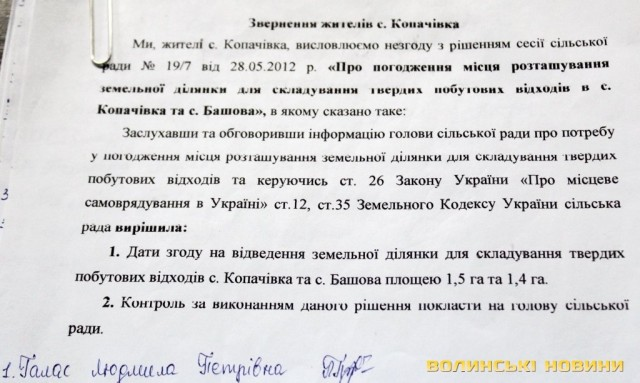 Звернення жителів с. Копачівка
Ми, жителі с. Копачівка, висловлюємо незгоду з рішенням сесії сільської
ради № 19/7 від 28.05.2012 р. «Про погодження місця розташування
земельної ділянки для складування твердих побутових відходів в с.
Копачівка та с. Башова», в якому сказано таке:
Заслухавши та обговоривши інформацію голови сільської ради про потребу
у погодження місця розташування земельної ділянки для складування твердих
побутових відходів та керуючись ст. 26 Закону України «Про місцеве
самоврядування в Україні» ст.12, ст.35 Земельного Кодексу України сільська
рада вирішила:
1. Дати згоду на відведення земельної ділянки для складування твердих
побутових відходів с. Копачівка та с. Башова площею 1,5 га та 1,4 га.
2. Контроль за виконанням даного рішення покласти на голову сільської
ради.
1. Галас Людмила Петрівна
ВОЛИНСЬКІ НОВИНИ